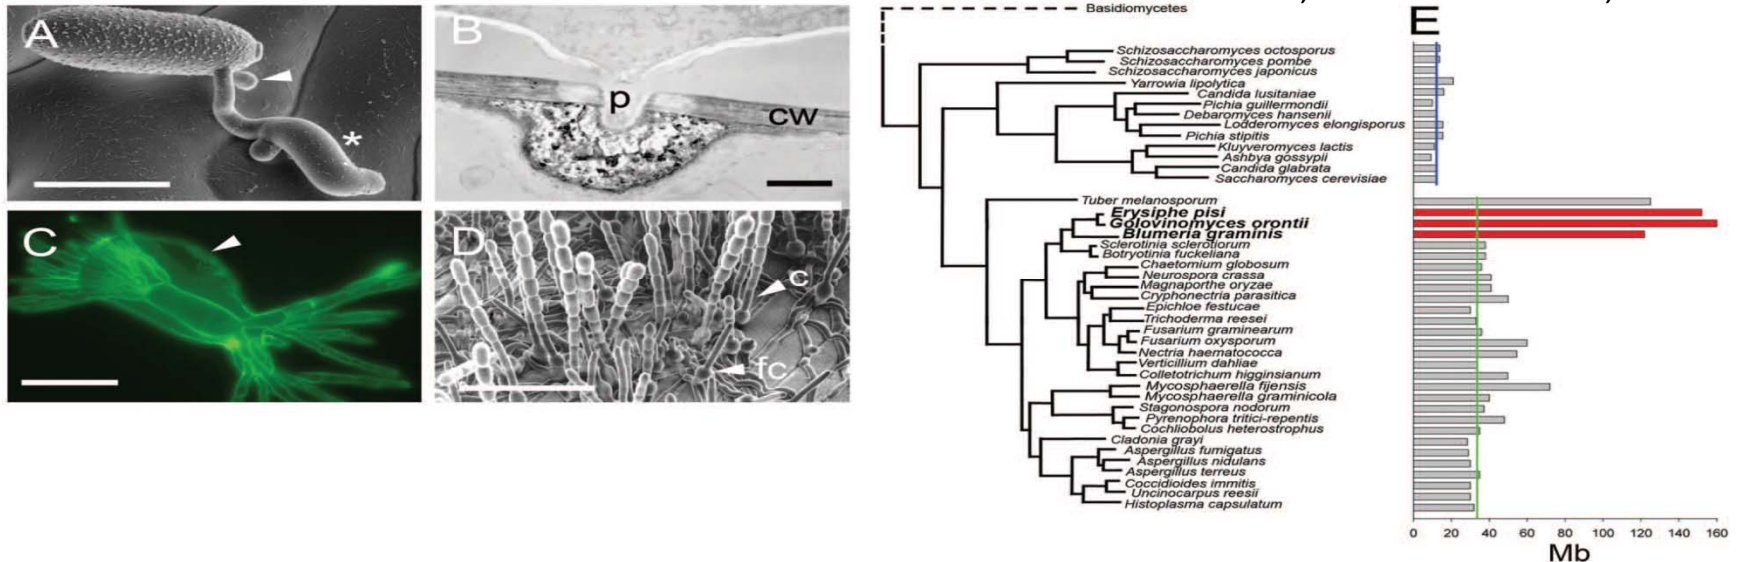 A
B
p
cw
C
D
c
fc
Basidiomycetes
E
Schizosaccharomyces octosporus
Schizosaccharomyces pombe
Schizosaccharomyces japonicus
Yarrowia lipolytica
Candida lusitaniae
Pichia guillermondii
Debaromyces hansenii
Lodderomyces elongisporus
Pichia stipitis
Kluyveromyces lactis
Ashbya gossypii
Candida glabrata
Saccharomyces cerevisiae
Tuber melanosporum
Erysiphe pisi
Golovinomyces orontii
Blumeria graminis
Sclerotinia sclerotiorum
Botryotinia fuckeliana
Chaetomium globosum
Neurospora crassa
Magnaporthe oryzae
Cryphonectria parasitica
Epichloe festucae
Trichoderma reesei
Fusarium graminearum
Fusarium oxysporum
Nectria haematococca
Verticillium dahliae
Colletotrichum higginsianum
Mycosphaerella fijensis
Mycosphaerella graminicola
Stagonospora nodorum
Pyrenophora tritici-repentis
Cochliobolus heterostrophus
Cladonia grayi
Aspergillus fumigatus
Aspergillus nidulans
Aspergillus terreus
Coccidioides immitis
Uncinocarpus reesii
Histoplasma capsulatum
0 20 40 60 80 100 120 140 160
Mb